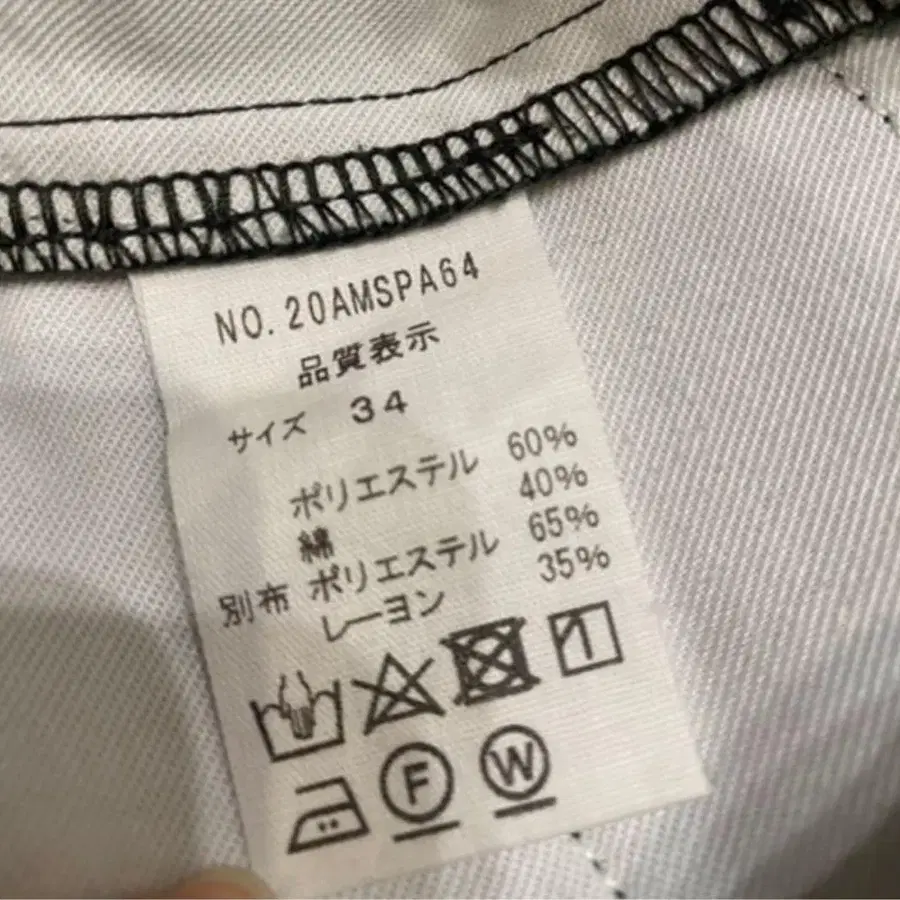 NO. 20AMSPA64
品質表示
サイズ 34
ポリエステル 60%
綿 40%
別布 ポリエステル 65%
レーヨン 35%
F W